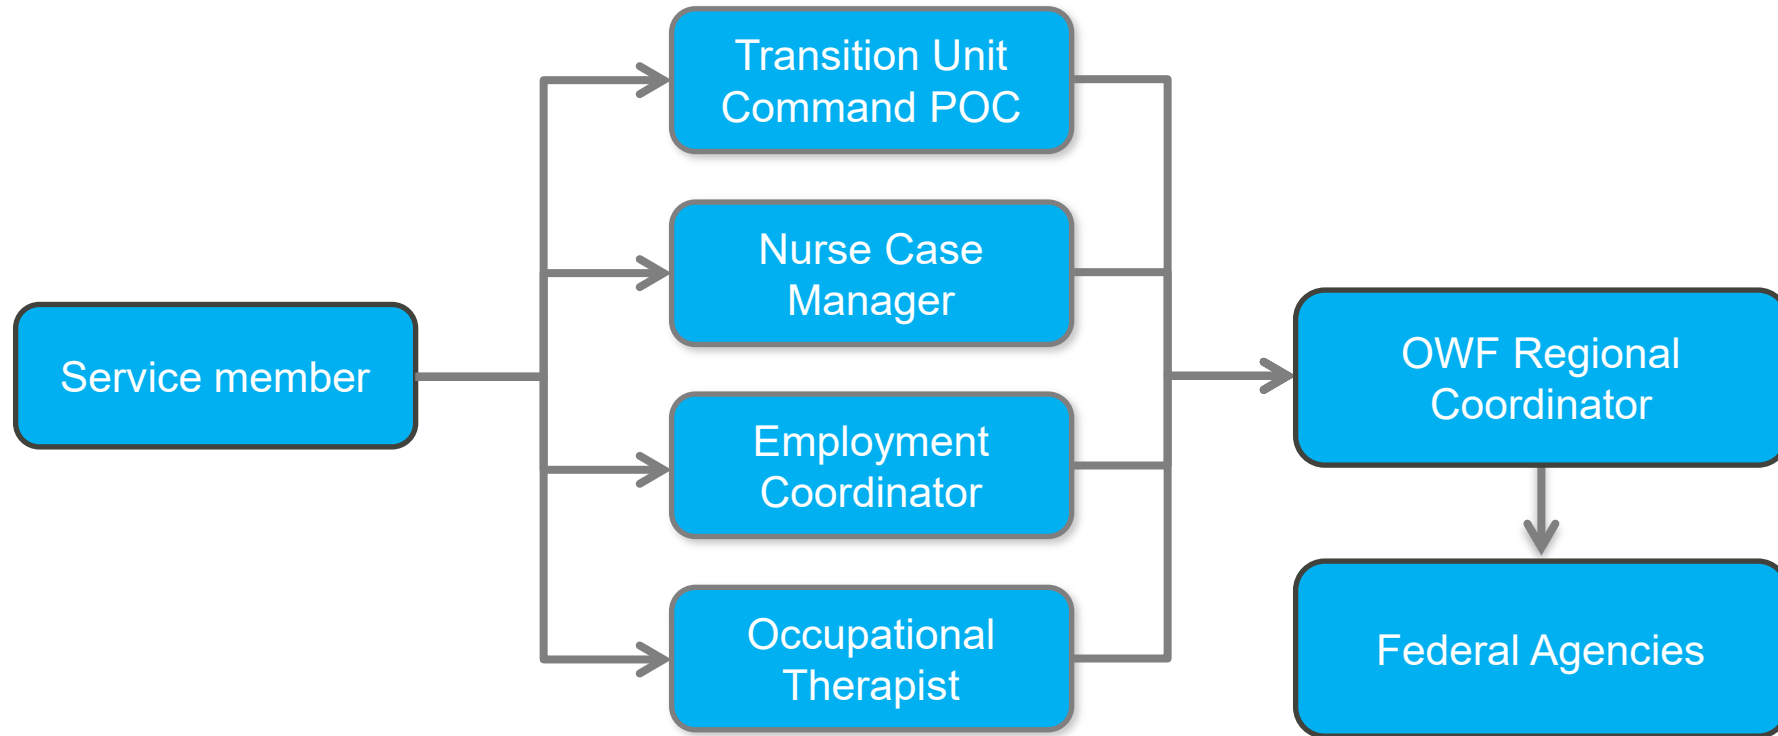 Service member
Transition Unit
Command POC
Nurse Case
Manager
Employment
Coordinator
Occupational
Therapist
OWF Regional
Coordinator
Federal Agencies